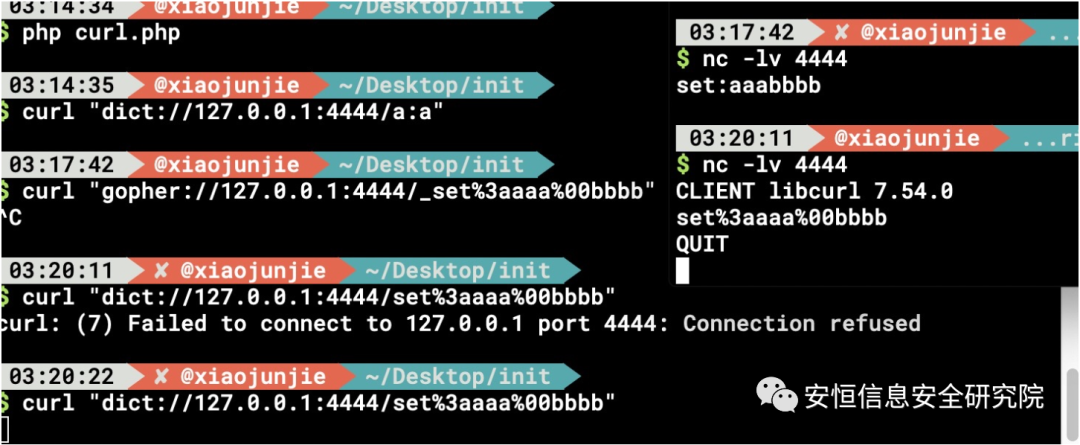 03:14:34 @xiaojunjie ~/Desktop/init
$ php curl.php
03:14:35 @xiaojunjie ~/Desktop/init
$ curl "dict://127.0.0.1:4444/a:a"
03:17:42 @xiaojunjie ~/Desktop/init
$ curl "gopher://127.0.0.1:4444/_set%3aaaa%00bbbb"
^C
03:20:11 ✘ @xiaojunjie ~/Desktop/init
$ curl "dict://127.0.0.1:4444/set%3aaaa%00bbbb"
curl: (7) Failed to connect to 127.0.0.1 port 4444: Connection refused
03:20:22 ✘ @xiaojunjie ~/Desktop/init
$ curl "dict://127.0.0.1:4444/set%3aaaa%00bbbb"
03:17:42 ✘ @xiaojunjie ...
$ nc -lv 4444
set:aaabbbb
03:20:11 @xiaojunjie ...
$ nc -lv 4444
CLIENT libcurl 7.54.0
set%3aaaa%00bbbb
QUIT
安恒信息安全研究院